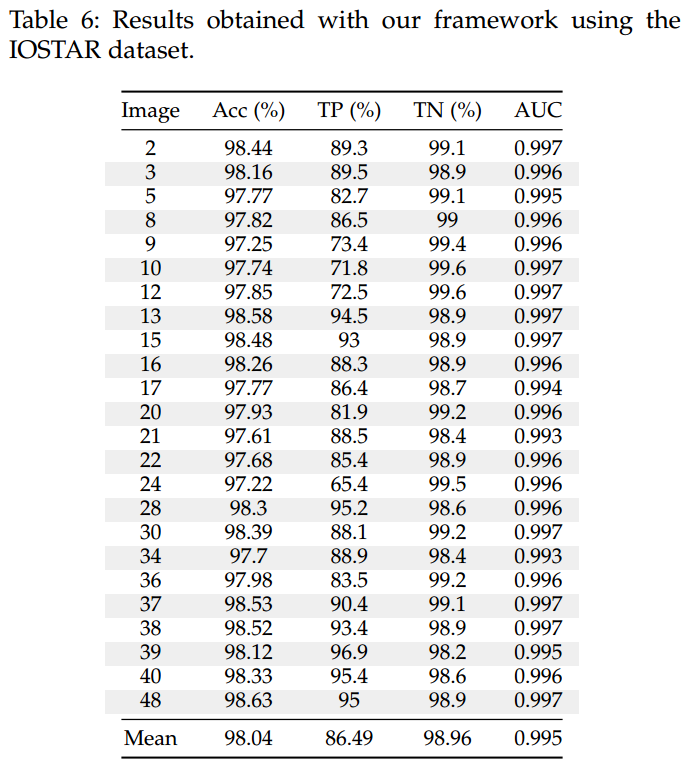 Table 6: Results obtained with our framework using the
IOSTAR dataset.
Image Acc (%) TP (%) TN (%) AUC
2 98.44 89.3 99.1 0.997
3 98.16 89.5 98.9 0.996
5 97.77 82.7 99.1 0.995
8 97.82 86.5 99 0.996
9 97.25 73.4 99.4 0.996
10 97.74 71.8 99.6 0.997
12 97.85 72.5 99.6 0.997
13 98.58 94.5 98.9 0.997
15 98.48 93 98.9 0.997
16 98.26 88.3 98.9 0.996
17 97.77 86.4 98.7 0.994
20 97.93 81.9 99.2 0.996
21 97.61 88.5 98.4 0.993
22 97.68 85.4 98.9 0.996
24 97.22 65.4 99.5 0.996
28 98.3 95.2 98.6 0.996
30 98.39 88.1 99.2 0.997
34 97.7 88.9 98.4 0.993
36 97.98 83.5 99.2 0.996
37 98.53 90.4 99.1 0.997
38 98.52 93.4 98.9 0.997
39 98.12 96.9 98.2 0.995
40 98.33 95.4 98.6 0.996
48 98.63 95 98.9 0.997
Mean 98.04 86.49 98.96 0.995